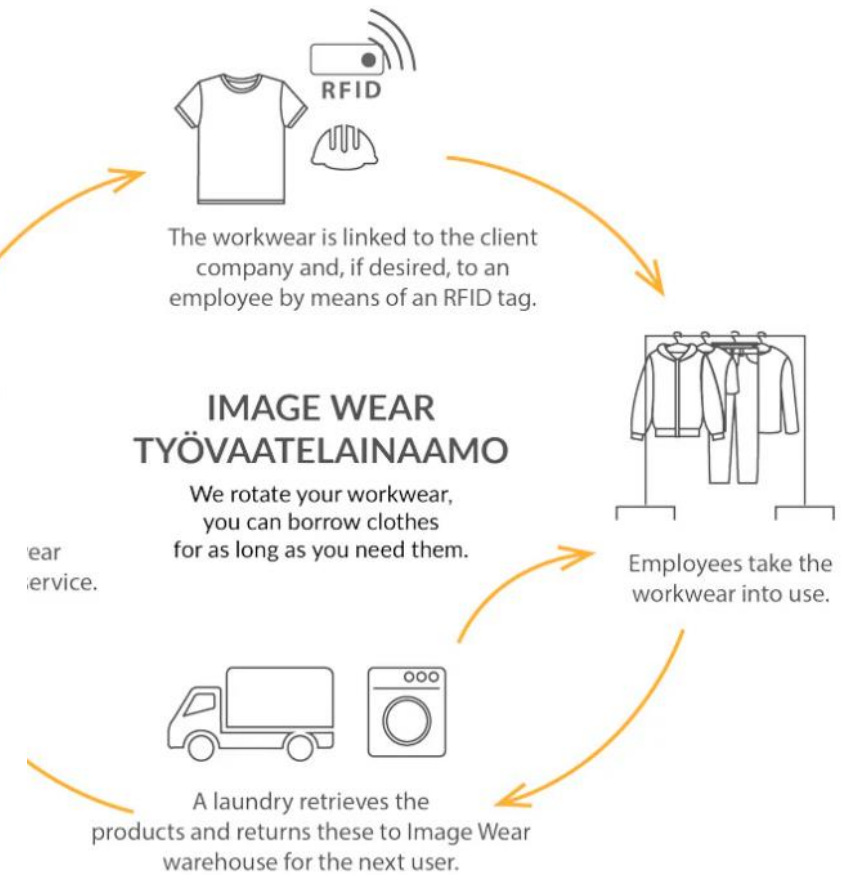 RFID
The workwear is linked to the client
company and, if desired, to an
employee by means of an RFID tag.
IMAGE WEAR
TYÖVAATELAINAAMO
We rotate your workwear,
you can borrow clothes
for as long as you need them.
ear
ervice.
Employees take the
workwear into use.
A laundry retrieves the
products and returns these to Image Wear
warehouse for the next user.